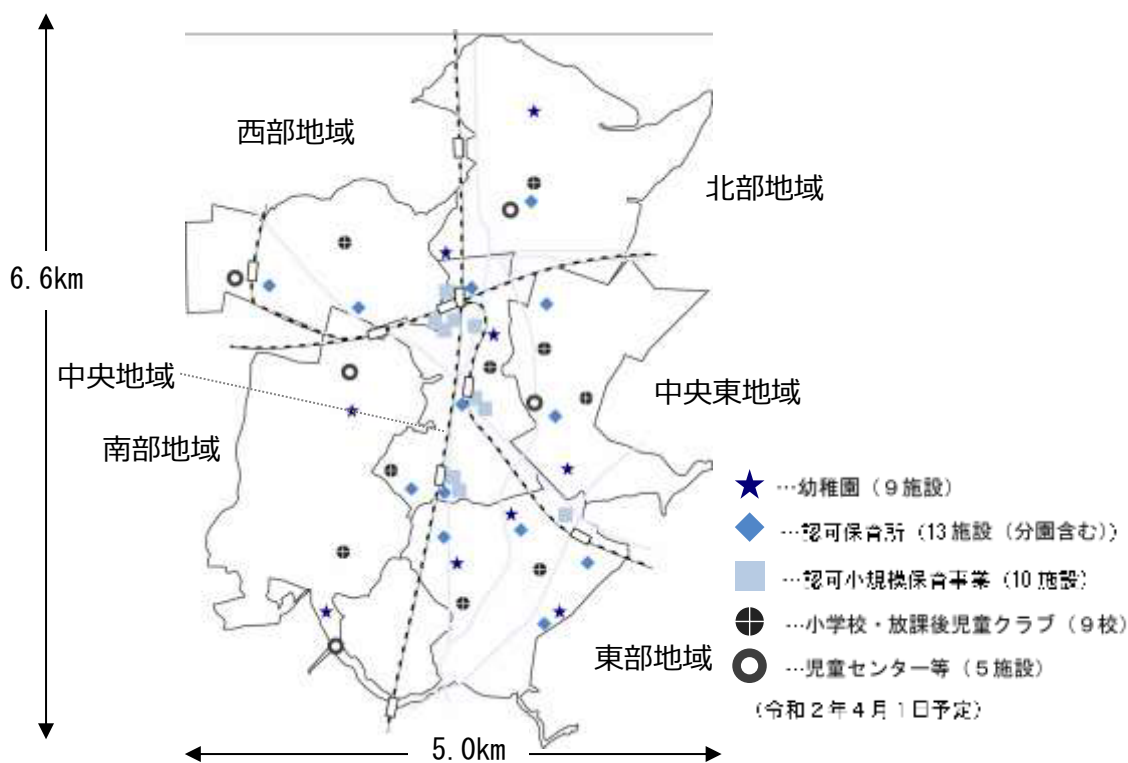 西部地域
北部地域
6.6km
中央地域
中央東地域
南部地域
…幼稚園（９施設）
…認可保育所（13施設（分園含む））
…認可小規模保育事業（10施設）
…小学校・放課後児童クラブ（９校）
東部地域
…児童センター等（５施設）
（令和２年４月１日予定）
5.0km